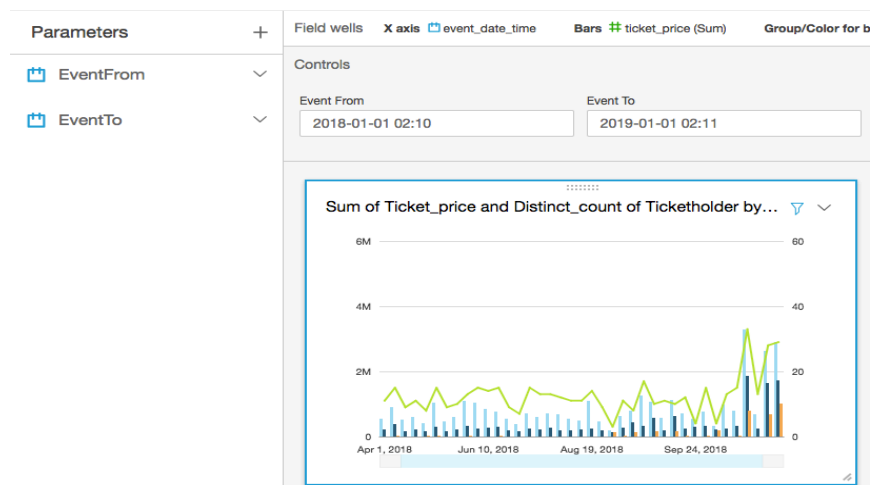 Parameters +
EventFrom
EventTo
Field wells X axis event_date_time Bars ticket_price (Sum) Group/Color for b
Controls
Event From Event To
2018-01-01 02:10 2019-01-01 02:11
Sum of Ticket_price and Distinct_count of Ticketholder by...
6M 60
4M 40
2M 20
0 0
Apr 1, 2018 Jun 10, 2018 Aug 19, 2018 Sep 24, 2018